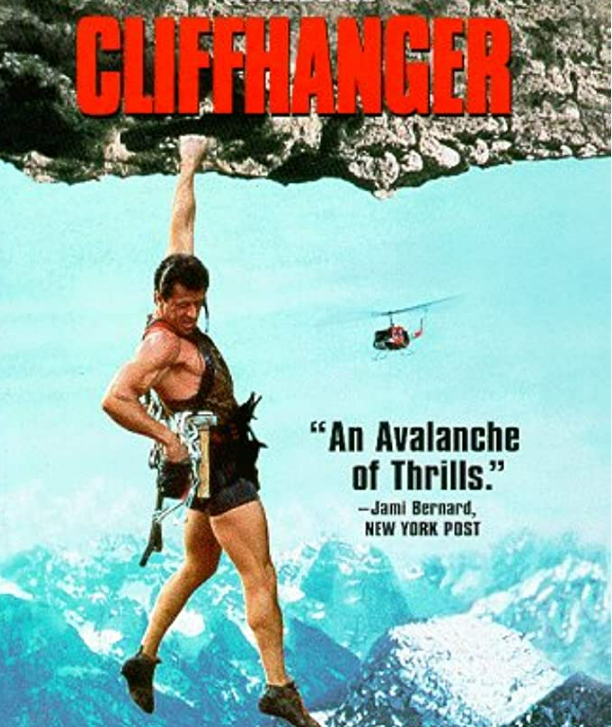 CLIFFHANGER
“An Avalanche
of Thrills.”
–Jami Bernard,
NEW YORK POST